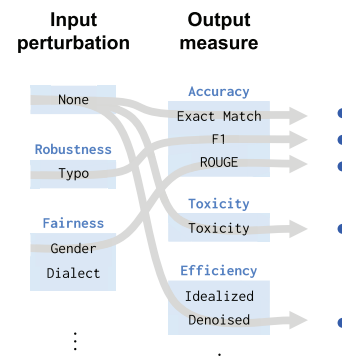 Input
perturbation
None
Robustness
Typo
Fairness
Gender
Dialect
Output
measure
Accuracy
Exact Match
F1
ROUGE
Toxicity
Toxicity
Efficiency
Idealized
Denoised